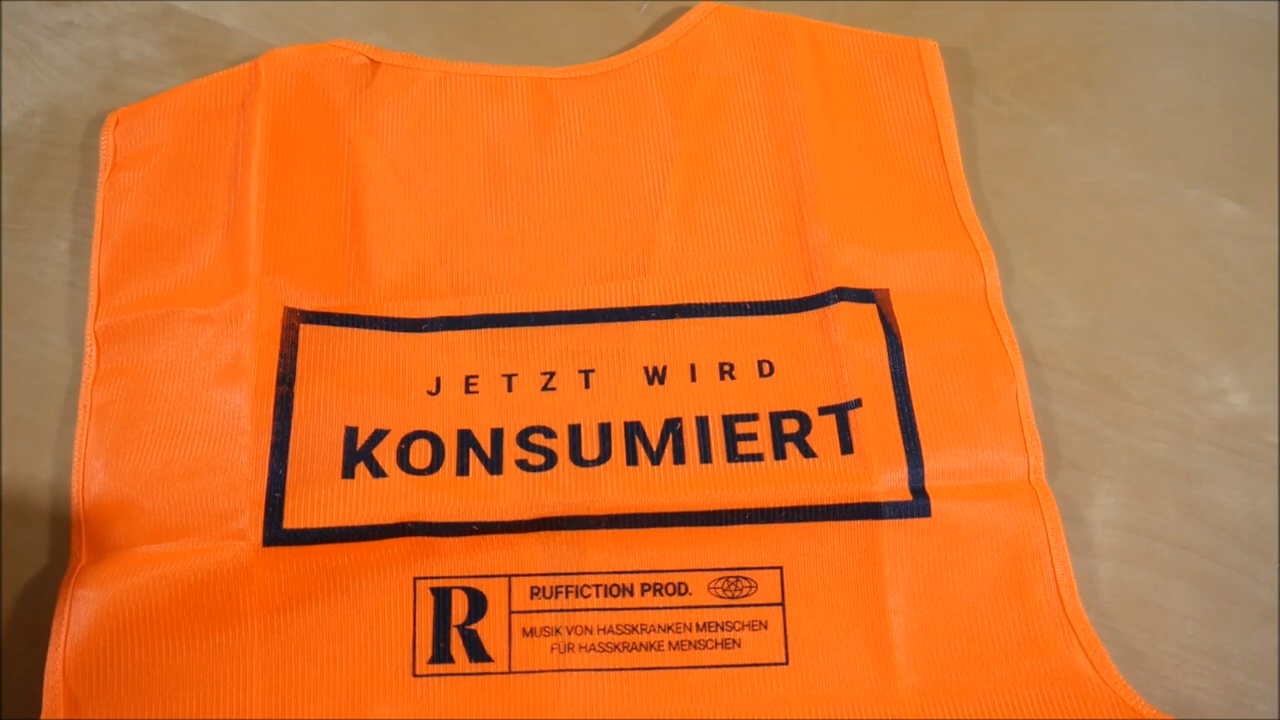 JETZT WIRD
KONSUMIERT
R
RUFFICTION PROD.
MUSIK VON HASSKRANKEN MENSCHEN
FÜR HASSKRANKE MENSCHEN